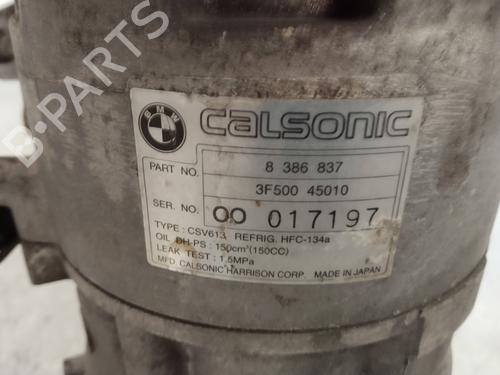 BMW
CALSONIC
PART NO. 8 386 837
3F500 45010
SER. NO. 00 017197
TYPE : CSV613 REFRIG. HFC-134a
OIL DH-PS : 150cm³(150CC)
LEAK TEST : 1.5MPa
MFD. CALSONIC HARRISON CORP. MADE IN JAPAN
B-PARTS